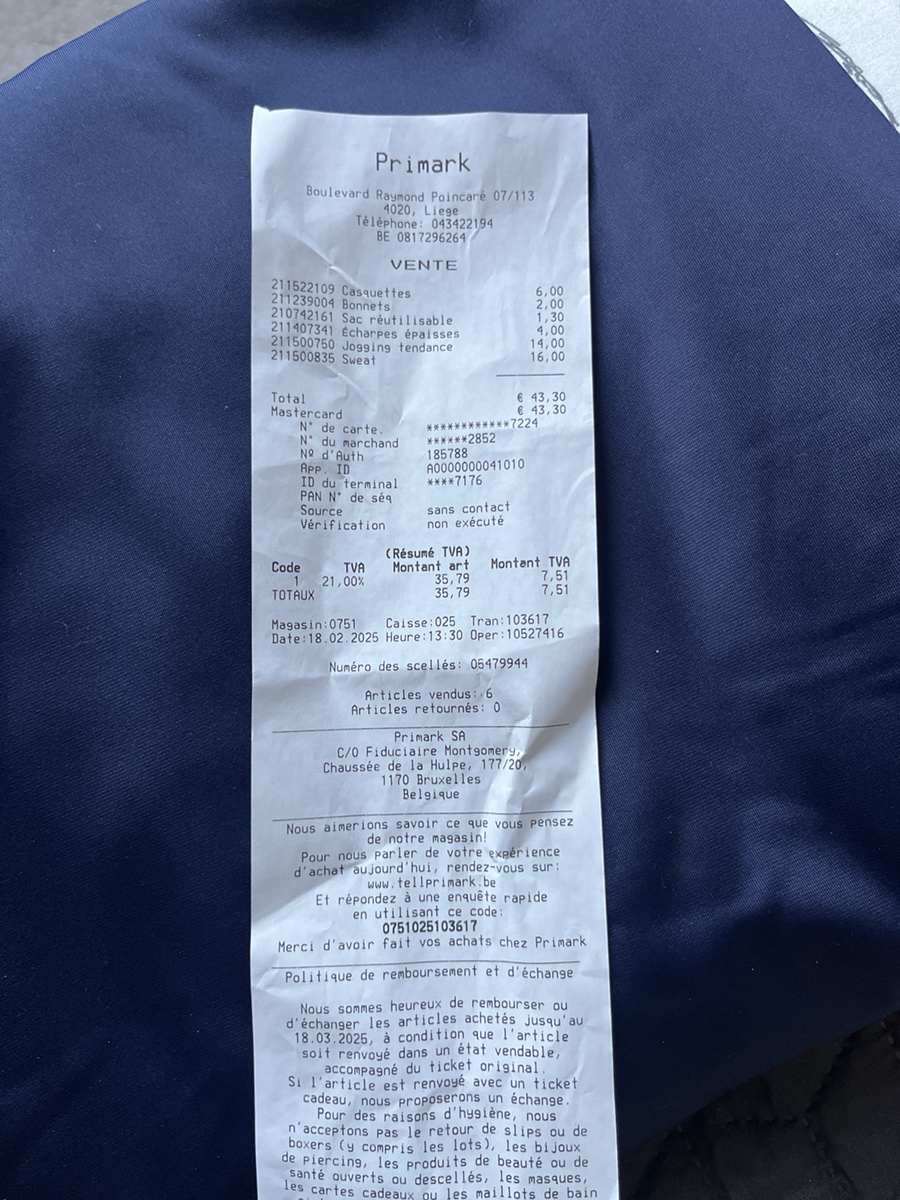 Primark
Boulevard Raymond Poincaré 07/113
4020, Liege
Téléphone: 043422194
BE 0817296264
VENTE
211522109 Casquettes 6,00
211239004 Bonnets 2,00
210742161 Sac réutilisable 1,30
211407341 Écharpes épaisses 4,00
211500750 Jogging tendance 14,00
211500835 Sweat 16,00
Total € 43,30
Mastercard € 43,30
N° de carte. ************7224
N° du marchand ******2852
Nº d'Auth 185788
App. ID A0000000041010
ID du terminal ****7176
PAN N° de séq
Source sans contact
Vérification non exécuté
(Résumé TVA)
Code TVA Montant art Montant TVA
1 21,00% 35,79 7,51
TOTAUX 35,79 7,51
Magasin:0751 Caisse:025 Tran:103617
Date:18.02.2025 Heure:13:30 Oper:10527416
Numéro des scellés: 05479944
Articles vendus: 6
Articles retournés: 0
Primark SA
C/O Fiduciaire Montgomery,
Chaussée de la Hulpe, 177/20,
1170 Bruxelles
Belgique
Nous aimerions savoir ce que vous pensez
de notre magasin!
Pour nous parler de votre expérience
d'achat aujourd'hui, rendez-vous sur:
www.tellprimark.be
Et répondez à une enquête rapide
en utilisant ce code:
0751025103617
Merci d'avoir fait vos achats chez Primark
Politique de remboursement et d'échange
Nous sommes heureux de rembourser ou
d'échanger les articles achetés jusqu'au
18.03.2025, à condition que l'article
soit renvoyé dans un état vendable,
accompagné du ticket original.
Si l'article est renvoyé avec un ticket
cadeau, nous proposerons un échange.
Pour des raisons d'hygiène, nous
n'acceptons pas le retour de slips ou de
boxers (y compris les lots), les bijoux
de piercing, les produits de beauté ou de
santé ouverts ou descellés, les masques,
les cartes cadeaux ou les maillots de bain